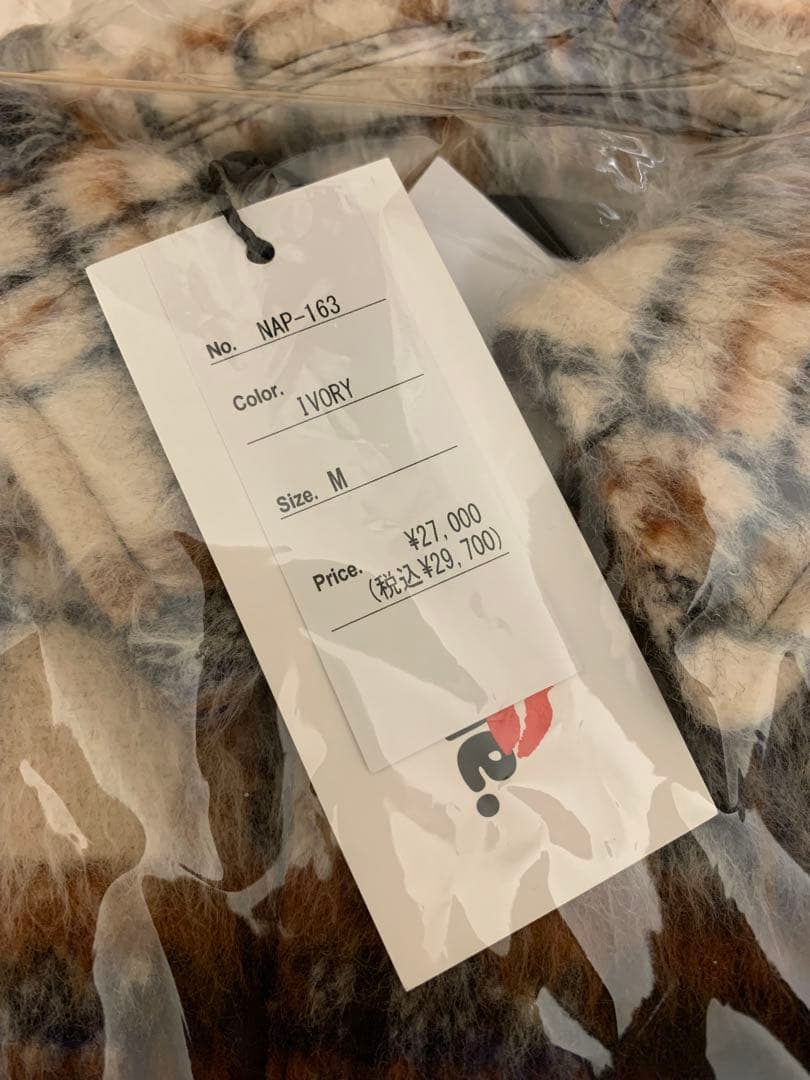 No. NAP-163
Color. IVORY
Size. M
¥27,000
Price. (税込¥29,700)